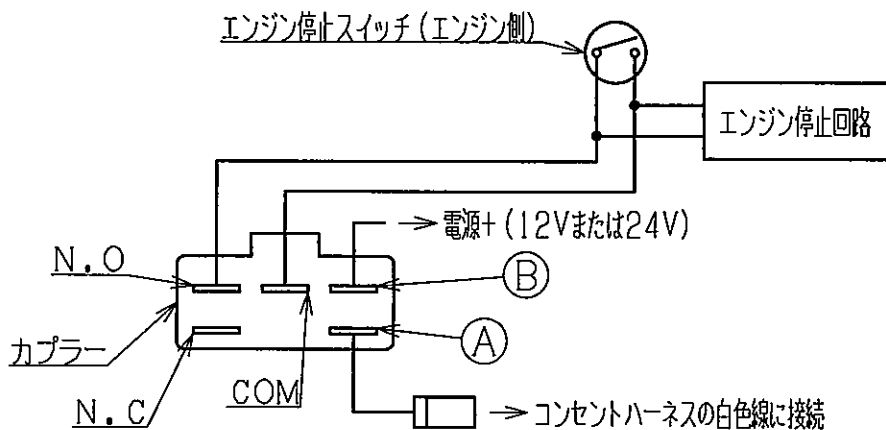 エンジン停止スイッチ(エンジン側)
エンジン停止回路
電源+(12Vまたは24V)
N.O
B
カプラー
A
N.C
COM
コンセントハーネスの白色線に接続